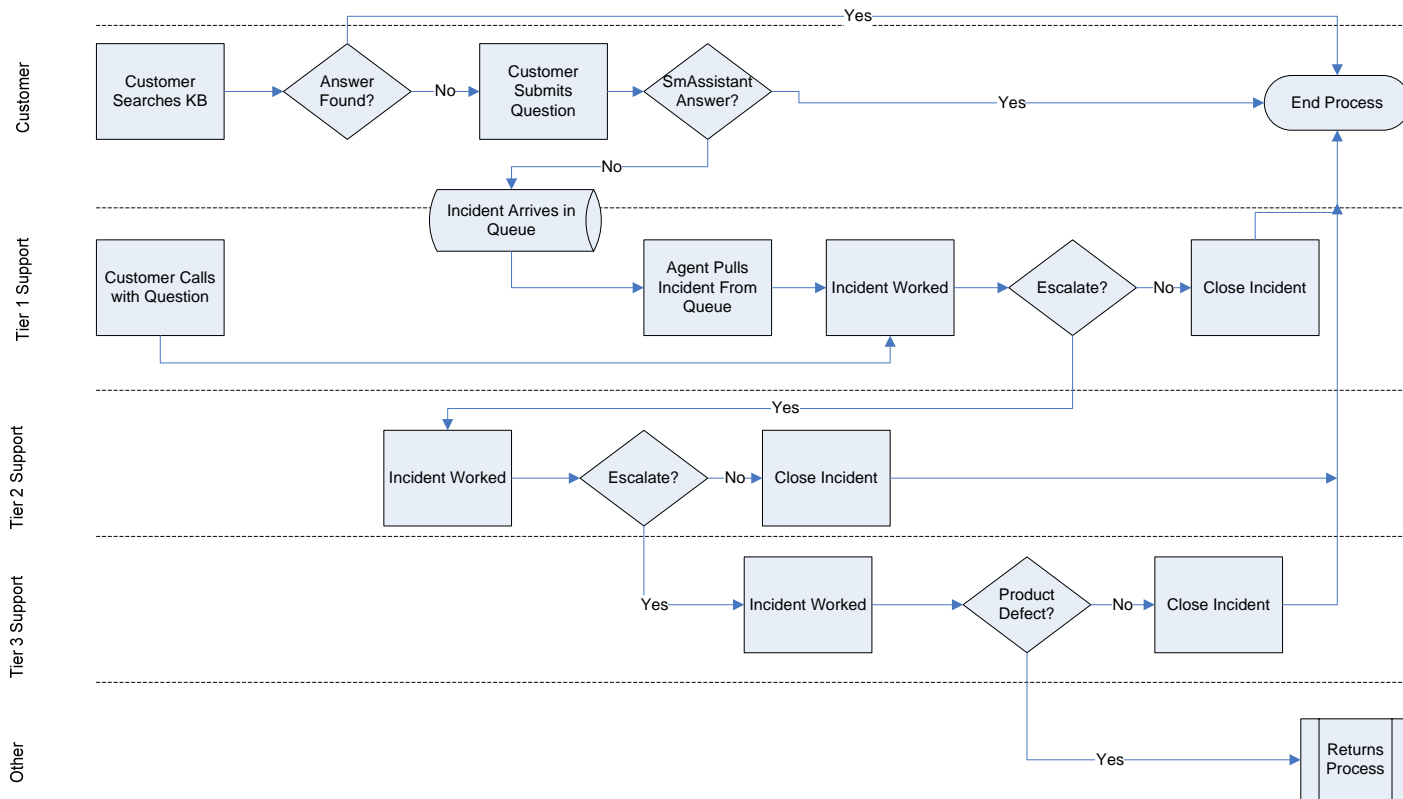 Yes
Customer
Customer
Searches KB
Answer
Found?
No
Customer
Submits
Question
SmAssistant
Answer?
Yes
End Process
No
Incident Arrives in
Queue
Tier 1 Support
Customer Calls
with Question
Agent Pulls
Incident From
Queue
Incident Worked
Escalate?
No
Close Incident
Yes
Tier 2 Support
Incident Worked
Escalate?
No
Close Incident
Tier 3 Support
Yes
Incident Worked
Product
Defect?
No
Close Incident
Other
Yes
Returns
Process